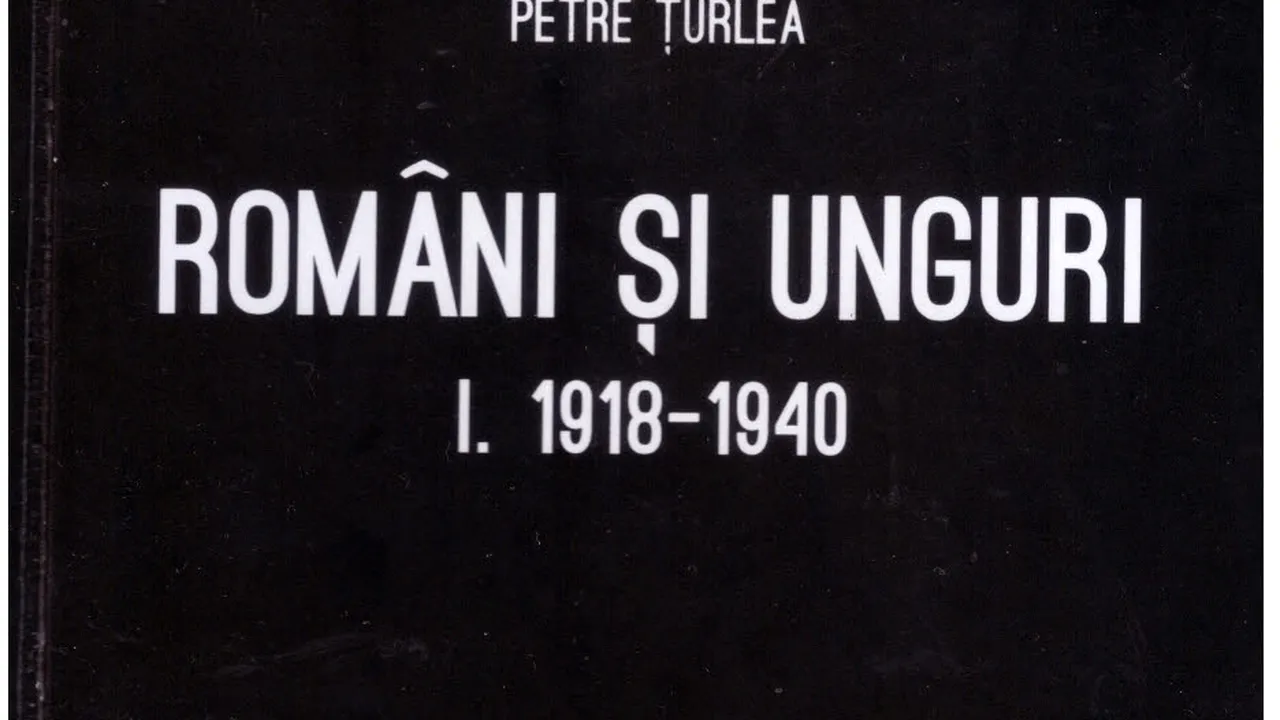 PETRE ȚURLEA
ROMÂNI ȘI UNGURI
I. 1918-1940